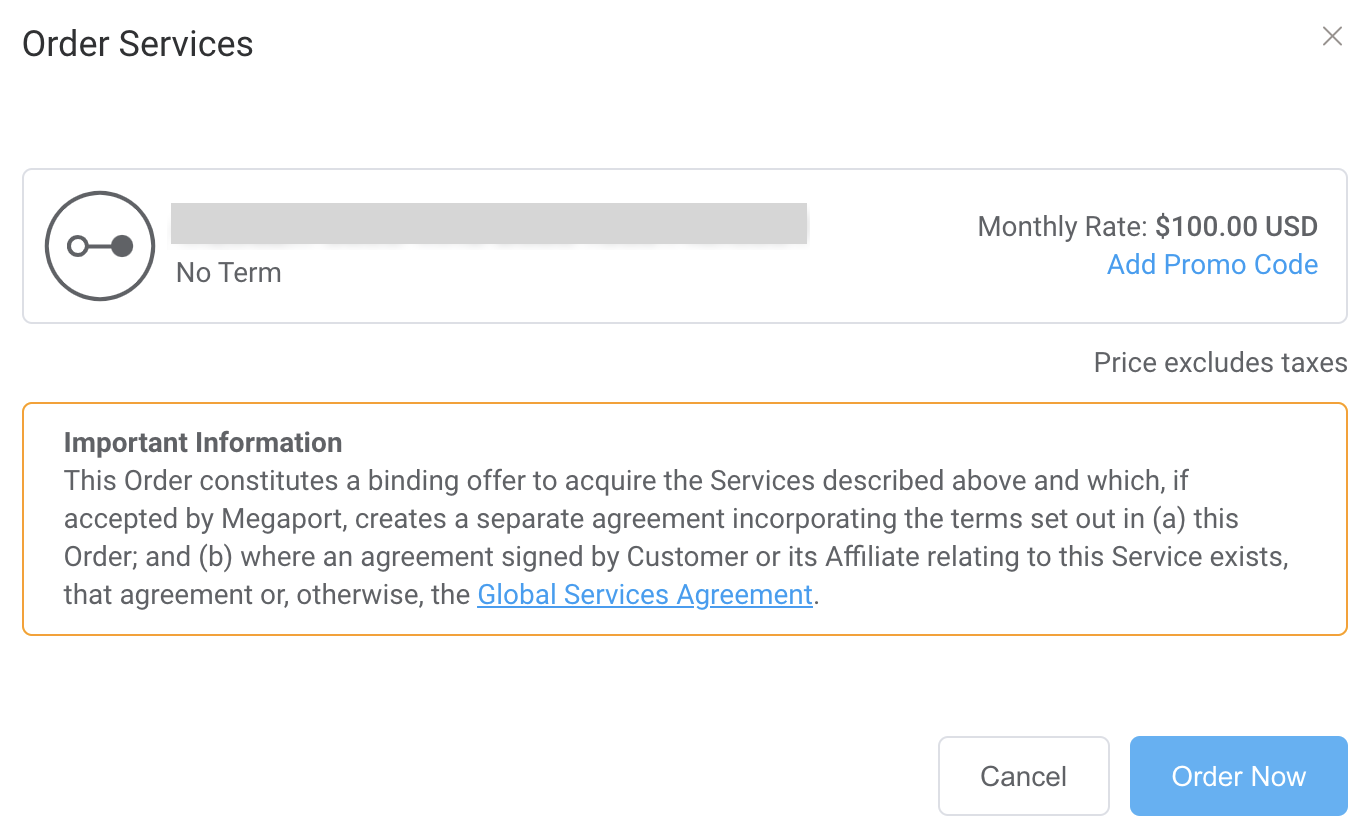 Order Services
Monthly Rate: $100.00 USD
No Term
Add Promo Code
Price excludes taxes
Important Information
This Order constitutes a binding offer to acquire the Services described above and which, if
accepted by Megaport, creates a separate agreement incorporating the terms set out in (a) this
Order; and (b) where an agreement signed by Customer or its Affiliate relating to this Service exists,
that agreement or, otherwise, the Global Services Agreement.
Cancel
Order Now